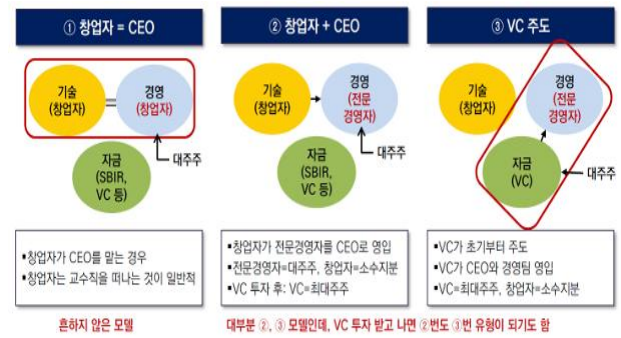 ① 창업자 = CEO
기술
(창업자)
=
경영
(창업자)
자금
(SBIR,
VC 등)
대주주
▪창업자가 CEO를 맡는 경우
▪창업자는 교수직을 떠나는 것이 일반적
흔하지 않은 모델
② 창업자 + CEO
기술
(창업자)
경영
(전문
경영자)
자금
(SBIR,
VC 등)
대주주
▪창업자가 전문경영자를 CEO로 영입
▪전문경영자=대주주, 창업자=소수지분
▪VC 투자 후: VC=최대주주
③ VC 주도
기술
(창업자)
경영
(전문
경영자)
자금
(VC)
대주주
▪VC가 초기부터 주도
▪VC가 CEO와 경영팀 영입
▪VC=최대주주, 창업자=소수지분
대부분 ②, ③ 모델인데, VC 투자 받고 나면 ②번도 ③번 유형이 되기도 함